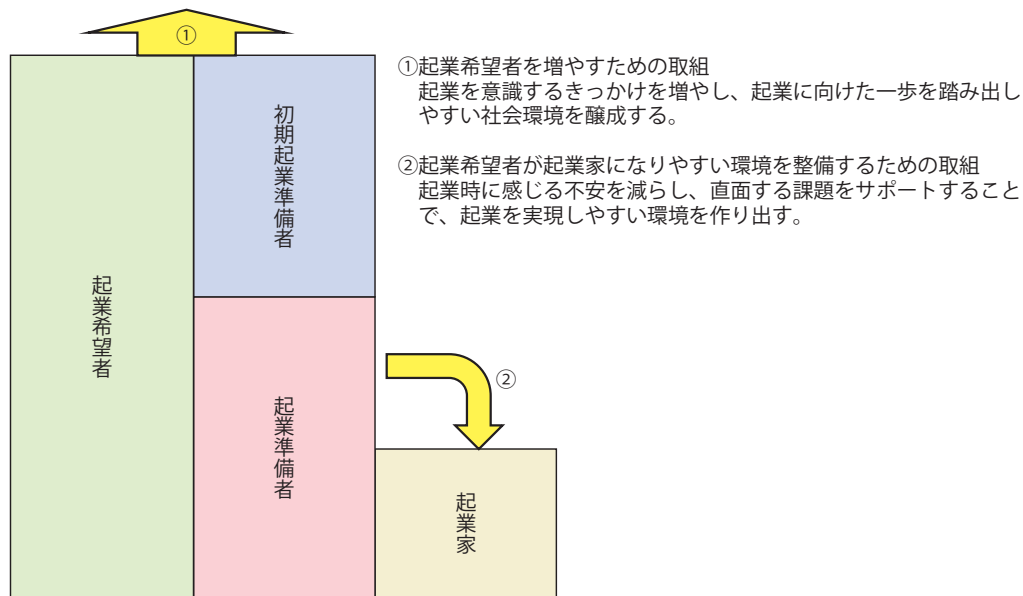 ①
①起業希望者を増やすための取組
起業を意識するきっかけを増やし、起業に向けた一歩を踏み出し
やすい社会環境を醸成する。
②起業希望者が起業家になりやすい環境を整備するための取組
起業時に感じる不安を減らし、直面する課題をサポートすること
で、起業を実現しやすい環境を作り出す。
起業希望者
初期起業準備者
起業準備者
②
起業家